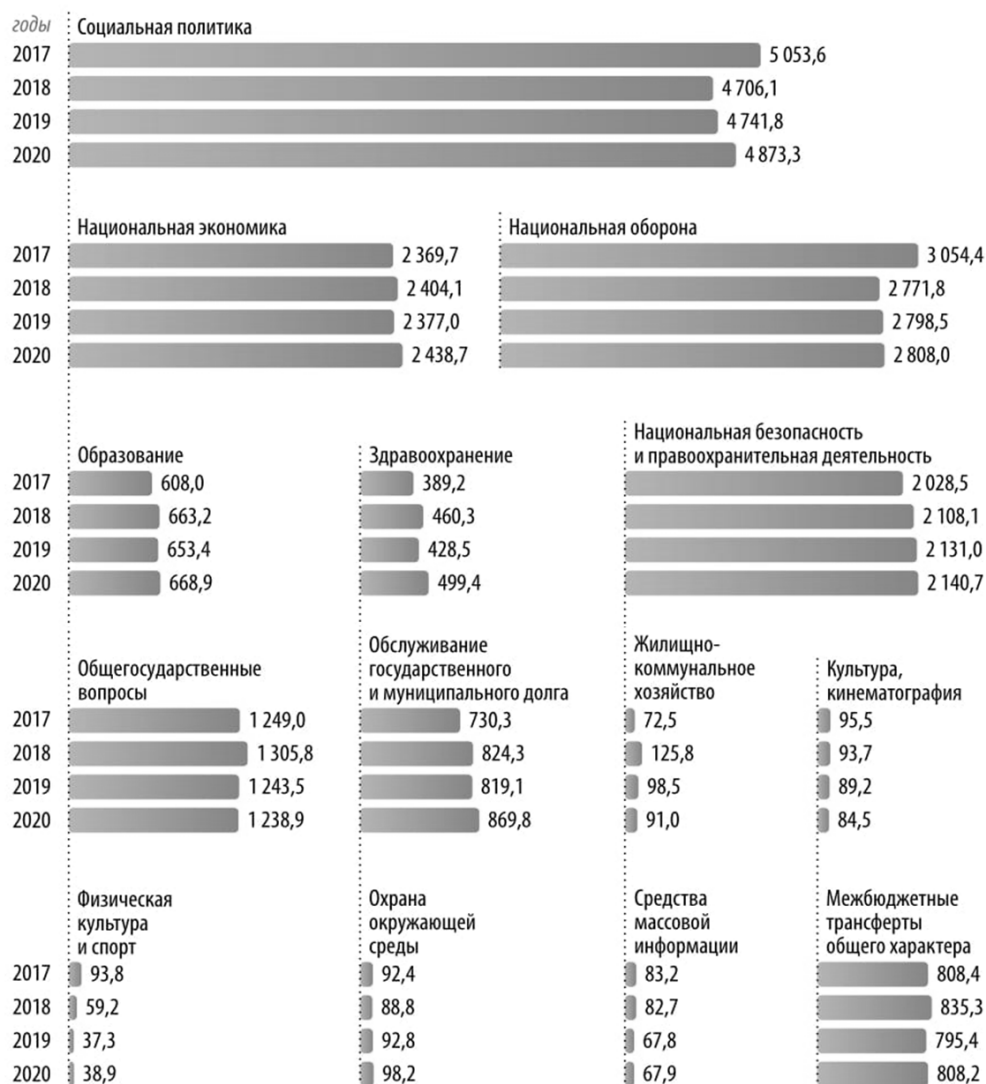 годы Социальная политика
2017 5 053,6
2018 4 706,1
2019 4 741,8
2020 4 873,3
Национальная экономика Национальная оборона
2017 2 369,7 3 054,4
2018 2 404,1 2 771,8
2019 2 377,0 2 798,5
2020 2 438,7 2 808,0
Национальная безопасность
Образование Здравоохранение и правоохранительная деятельность
2017 608,0 389,2 2 028,5
2018 663,2 460,3 2 108,1
2019 653,4 428,5 2 131,0
2020 668,9 499,4 2 140,7
Обслуживание Жилищно-
Общегосударственные государственного коммунальное Культура,
вопросы и муниципального долга хозяйство кинематография
2017 1 249,0 730,3 72,5 95,5
2018 1 305,8 824,3 125,8 93,7
2019 1 243,5 819,1 98,5 89,2
2020 1 238,9 869,8 91,0 84,5
Физическая Охрана Средства Межбюджетные
культура окружающей массовой трансферты
и спорт среды информации общего характера
2017 93,8 92,4 83,2 808,4
2018 59,2 88,8 82,7 835,3
2019 37,3 92,8 67,8 795,4
2020 38,9 98,2 67,9 808,2